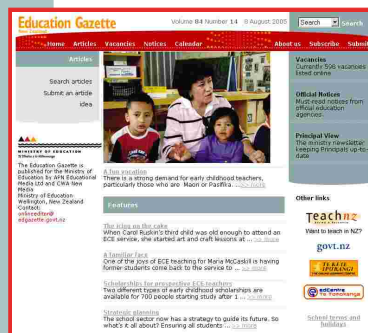 Education Gazette
New Zealand
Volume 84 Number 14 8 August 2005
Search
Search
Home Articles Vacancies Notices Calendar
About us Subscribe Submit
Articles
Search articles
Submit an article
idea
MINISTRY OF EDUCATION
The Education Gazette is
published for the Ministry of
Education by APN Educational
Media Ltd and CWA New
Media
Ministry of Education
Wellington, New Zealand
Contact:
onlineeditor@
edgazette.govt.nz
A fun vocation
There is a strong demand for early childhood teachers,
particularly those who are Maori or Pasifika. ... >> more
Features
The icing on the cake
When Carol Ruskin's third child was old enough to attend an
ECE service, she started art and craft lessons at ... >> more
A familiar face
One of the joys of ECE teaching for Maria McCaskill is having
former students come back to the service to ... >> more
Scholarships for prospective ECE teachers
Two different types of early childhood scholarships are
available for 700 people starting study after 1 ... >> more
Strategic planning
The school sector now has a strategy to guide its future. So
what's it all about? Ensuring all students ... >> more
Vacancies
Currently 596 vacancies
listed online
Official Notices
Must-read notices from
official education
agencies.
Principal View
The ministry newsletter
keeping Principals up-to-
date
Other links
Teachnz
Want to teach in NZ?
govt.nz
TE KETE
IPURANGI
edCentre
Te Pokapunga
School terms and
holidays